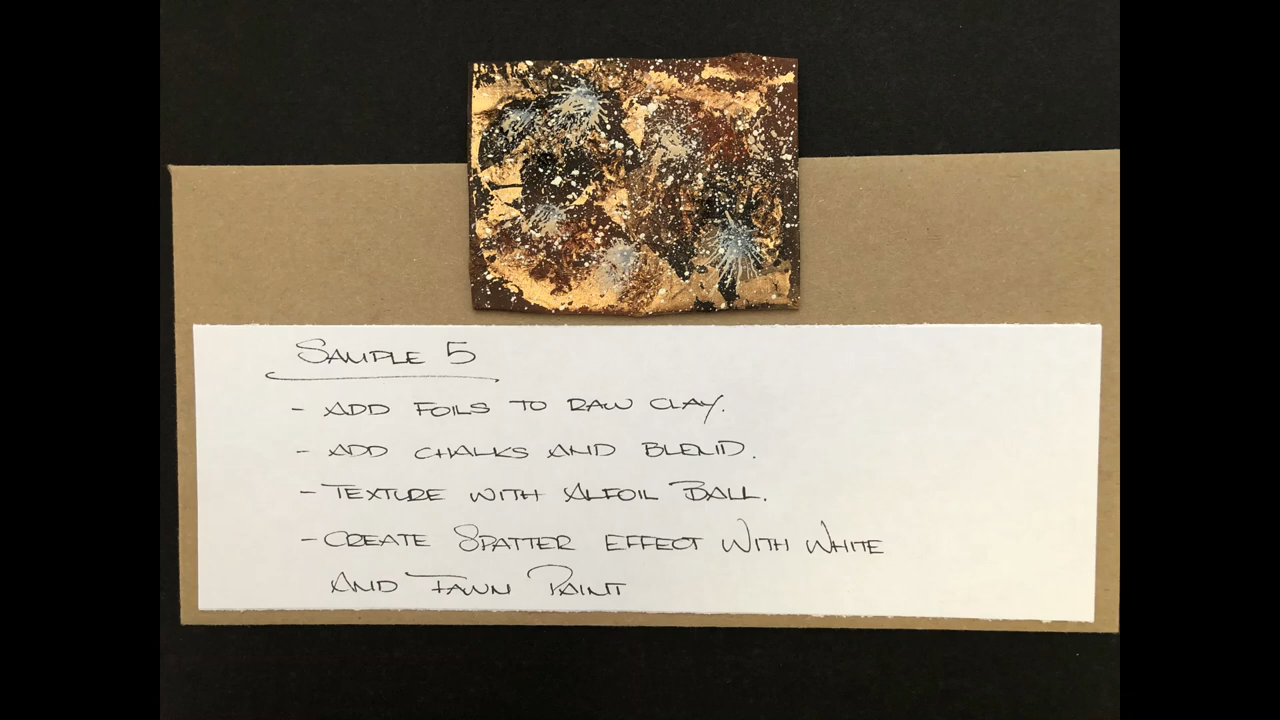 SAMPLE 5
- ADD FOILS TO RAW CLAY.
- ADD CHALKS AND BLEND.
- TEXTURE WITH ALFOIL BALL.
- CREATE SPATTER EFFECT WITH WHITE
AND FAWN PAINT